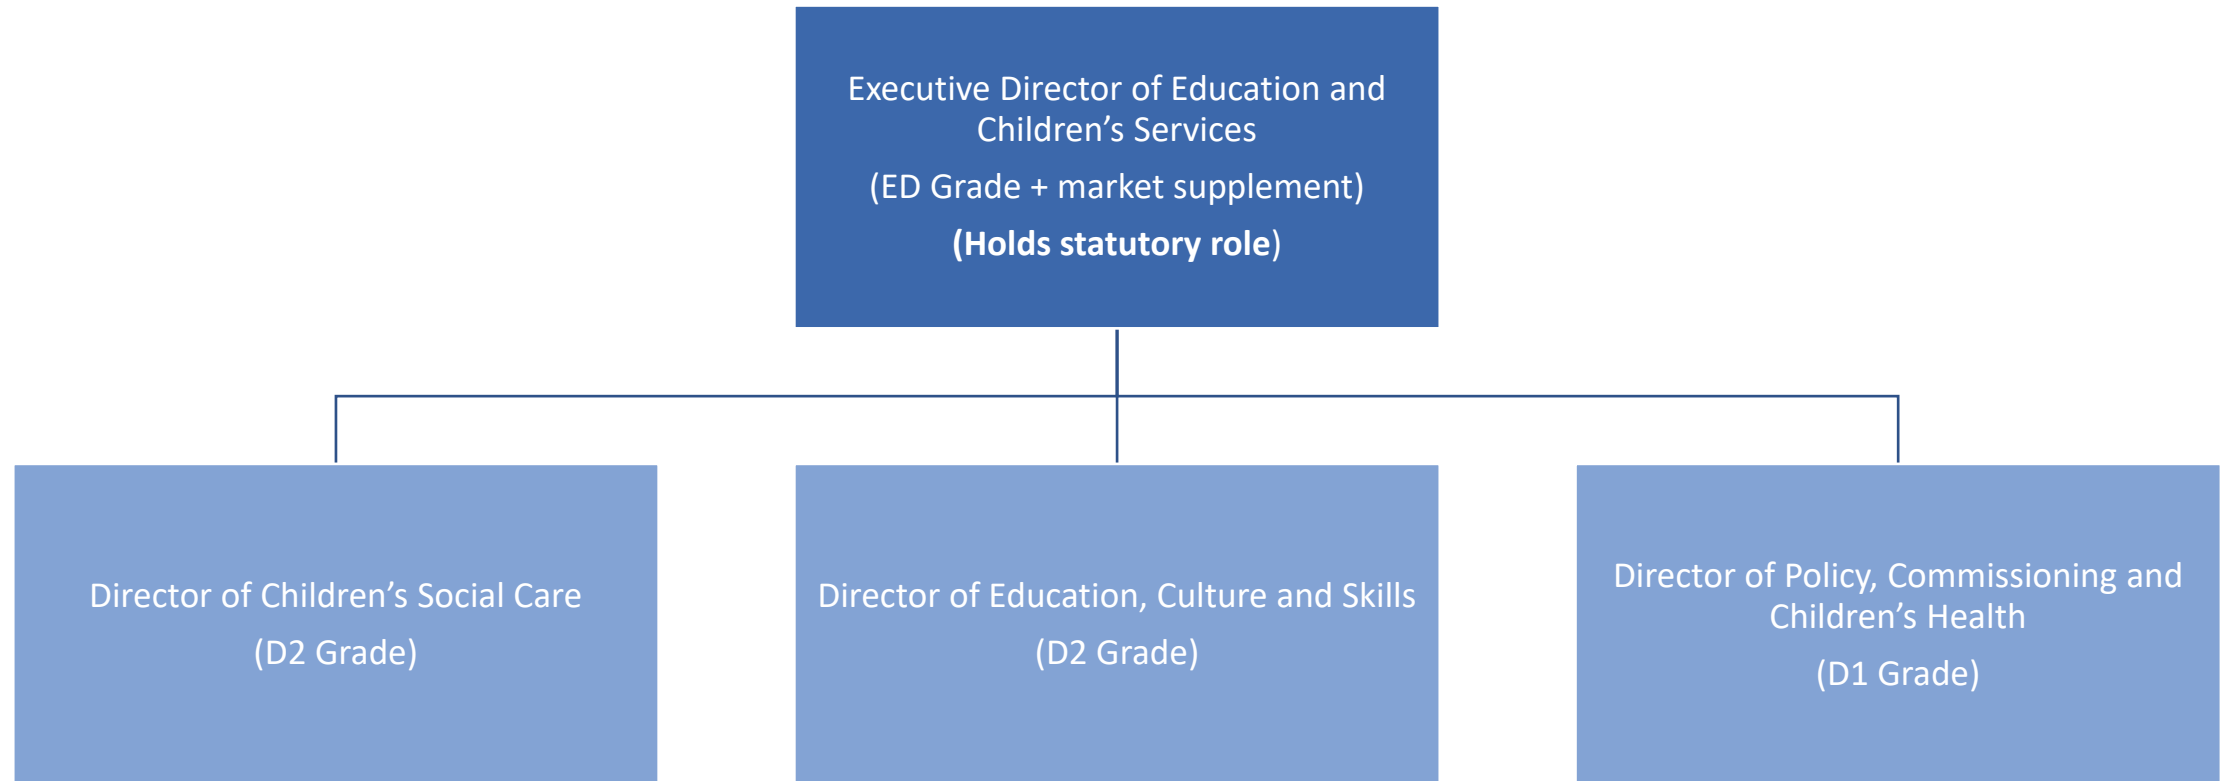 Executive Director of Education and
Children’s Services
(ED Grade + market supplement)
(Holds statutory role)
Director of Children’s Social Care
(D2 Grade)
Director of Education, Culture and Skills
(D2 Grade)
Director of Policy, Commissioning and
Children’s Health
(D1 Grade)